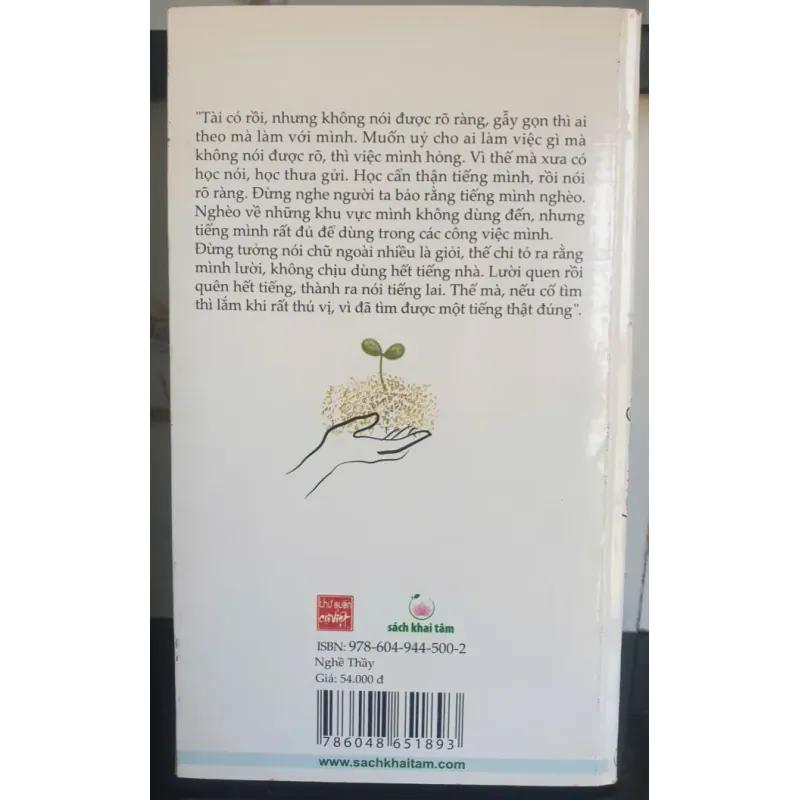 "Tài có rồi, nhưng không nói được rõ ràng, gẫy gọn thì ai
theo mà làm với mình. Muốn uỷ cho ai làm việc gì mà
không nói được rõ, thì việc mình hỏng. Vì thế mà xưa có
học nói, học thưa gửi. Học cẩn thận tiếng mình, rồi nói
rõ ràng. Đừng nghe người ta bảo rằng tiếng mình nghèo.
Nghèo về những khu vực mình không dùng đến, nhưng
tiếng mình rất đủ để dùng trong các công việc mình.
Đừng tưởng nói chữ ngoài nhiều là giỏi, thế chỉ tỏ ra rằng
mình lười, không chịu dùng hết tiếng nhà. Lười quen rồi
quên hết tiếng, thành ra nói tiếng lai. Thế mà, nếu cố tìm
thì lắm khi rất thú vị, vì đã tìm được một tiếng thật đúng".
thư quán
cỏ việt
sách khai tâm
ISBN: 978-604-944-500-2
Nghề Thầy
Giá: 54.000 đ
786048 651893
www.sachkhaitam.com